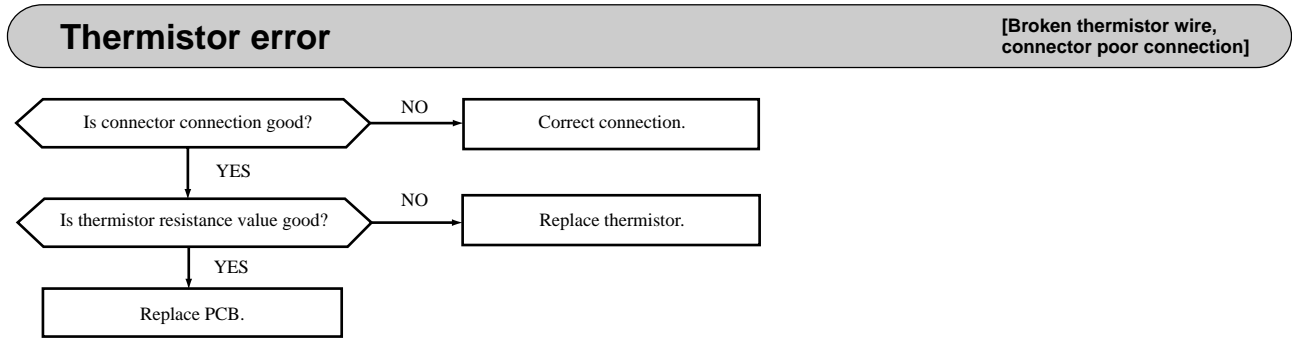 Thermistor error
[Broken thermistor wire,
connector poor connection]
Is connector connection good?
NO
Correct connection.
YES
Is thermistor resistance value good?
NO
Replace thermistor.
YES
Replace PCB.